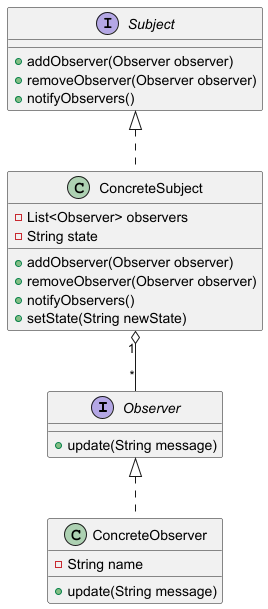 I Subject
addObserver(Observer observer)
removeObserver(Observer observer)
notifyObservers()
C ConcreteSubject
List<Observer> observers
String state
addObserver(Observer observer)
removeObserver(Observer observer)
notifyObservers()
setState(String newState)
1
*
I Observer
update(String message)
C ConcreteObserver
String name
update(String message)